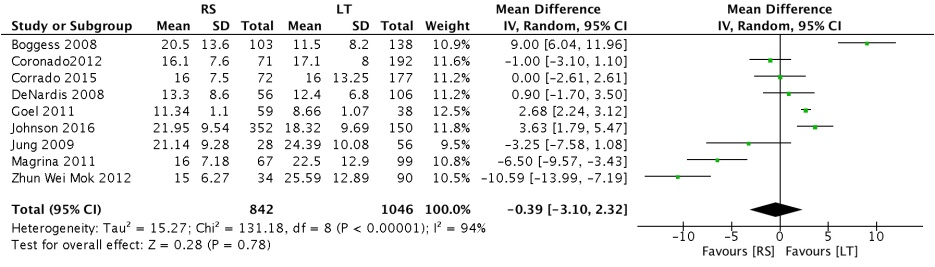 RS LT Mean Difference Mean Difference
Study or Subgroup Mean SD Total Mean SD Total Weight IV, Random, 95% CI IV, Random, 95% CI
Boggess 2008 20.5 13.6 103 11.5 8.2 138 10.9% 9.00 [6.04, 11.96]
Coronado2012 16.1 7.6 71 17.1 8 192 11.6% −1.00 [−3.10, 1.10]
Corrado 2015 16 7.5 72 16 13.25 177 11.3% 0.00 [−2.61, 2.61]
DeNardis 2008 13.3 8.6 56 12.4 6.8 106 11.3% 0.90 [−1.70, 3.50]
Goel 2011 11.34 1.1 59 8.66 1.07 38 12.5% 2.68 [2.24, 3.12]
Johnson 2016 21.95 9.54 352 18.32 9.69 150 11.8% 3.63 [1.79, 5.47]
Jung 2009 21.14 9.28 28 24.39 10.08 56 9.5% −3.25 [−7.58, 1.08]
Magrina 2011 16 7.18 67 22.5 12.9 99 10.8% −6.50 [−9.57, −3.43]
Zhun Wei Mok 2012 15 6.27 34 25.59 12.89 90 10.5% −10.59 [−13.99, −7.19]
Total (95% CI) 842 1046 100.0% −0.39 [−3.10, 2.32]
Heterogeneity: Tau² = 15.27; Chi² = 131.18, df = 8 (P < 0.00001); I² = 94%
Test for overall effect: Z = 0.28 (P = 0.78)
−10 −5 0 5 10
Favours [RS] Favours [LT]